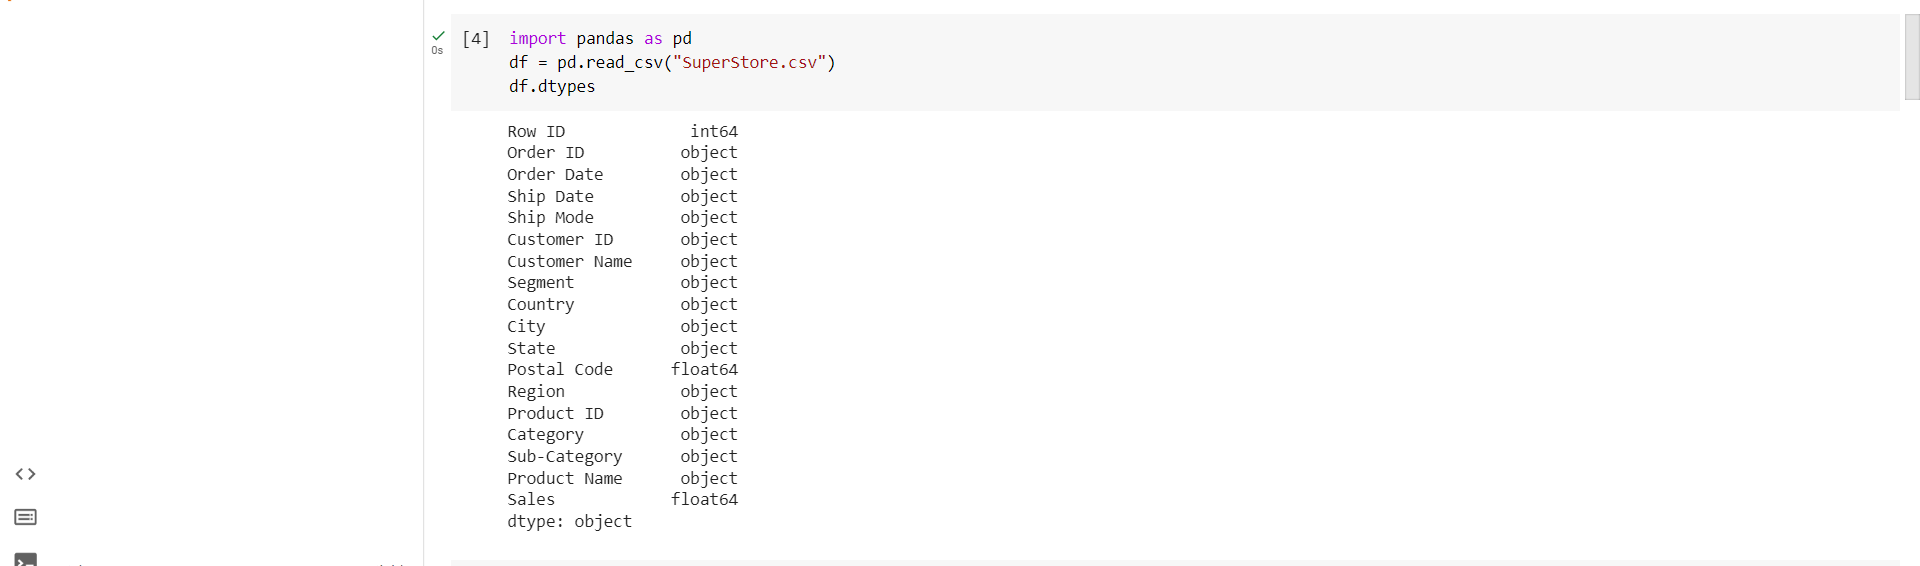 [4] import pandas as pd
df = pd.read_csv("SuperStore.csv")
0s
df.dtypes
Row ID int64
Order ID object
Order Date object
Ship Date object
Ship Mode object
Customer ID object
Customer Name object
Segment object
Country object
City object
State object
Postal Code float64
Region object
Product ID object
Category object
Sub-Category object
Product Name object
Sales float64
dtype: object